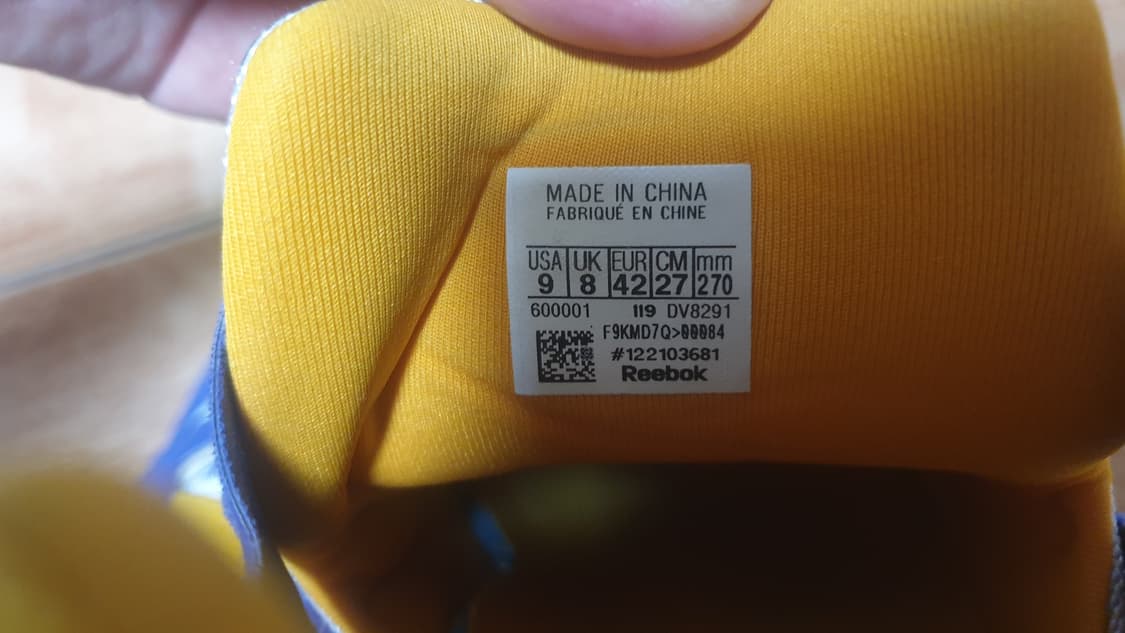 MADE IN CHINA
FABRIQUÉ EN CHINE
USA UK EUR CM mm
9 8 42 27 270
600001 119 DV8291
F9KMD7Q>00084
#122103681
Reebok